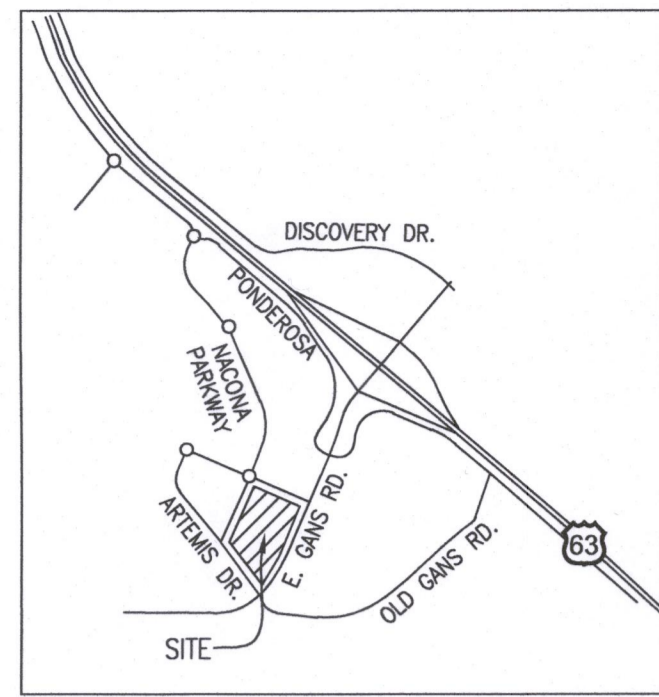 DISCOVERY DR.
PONDEROSA
NACONA
PARKWAY
ARTEMIS DR.
E. GANS RD.
OLD GANS RD.
63
SITE